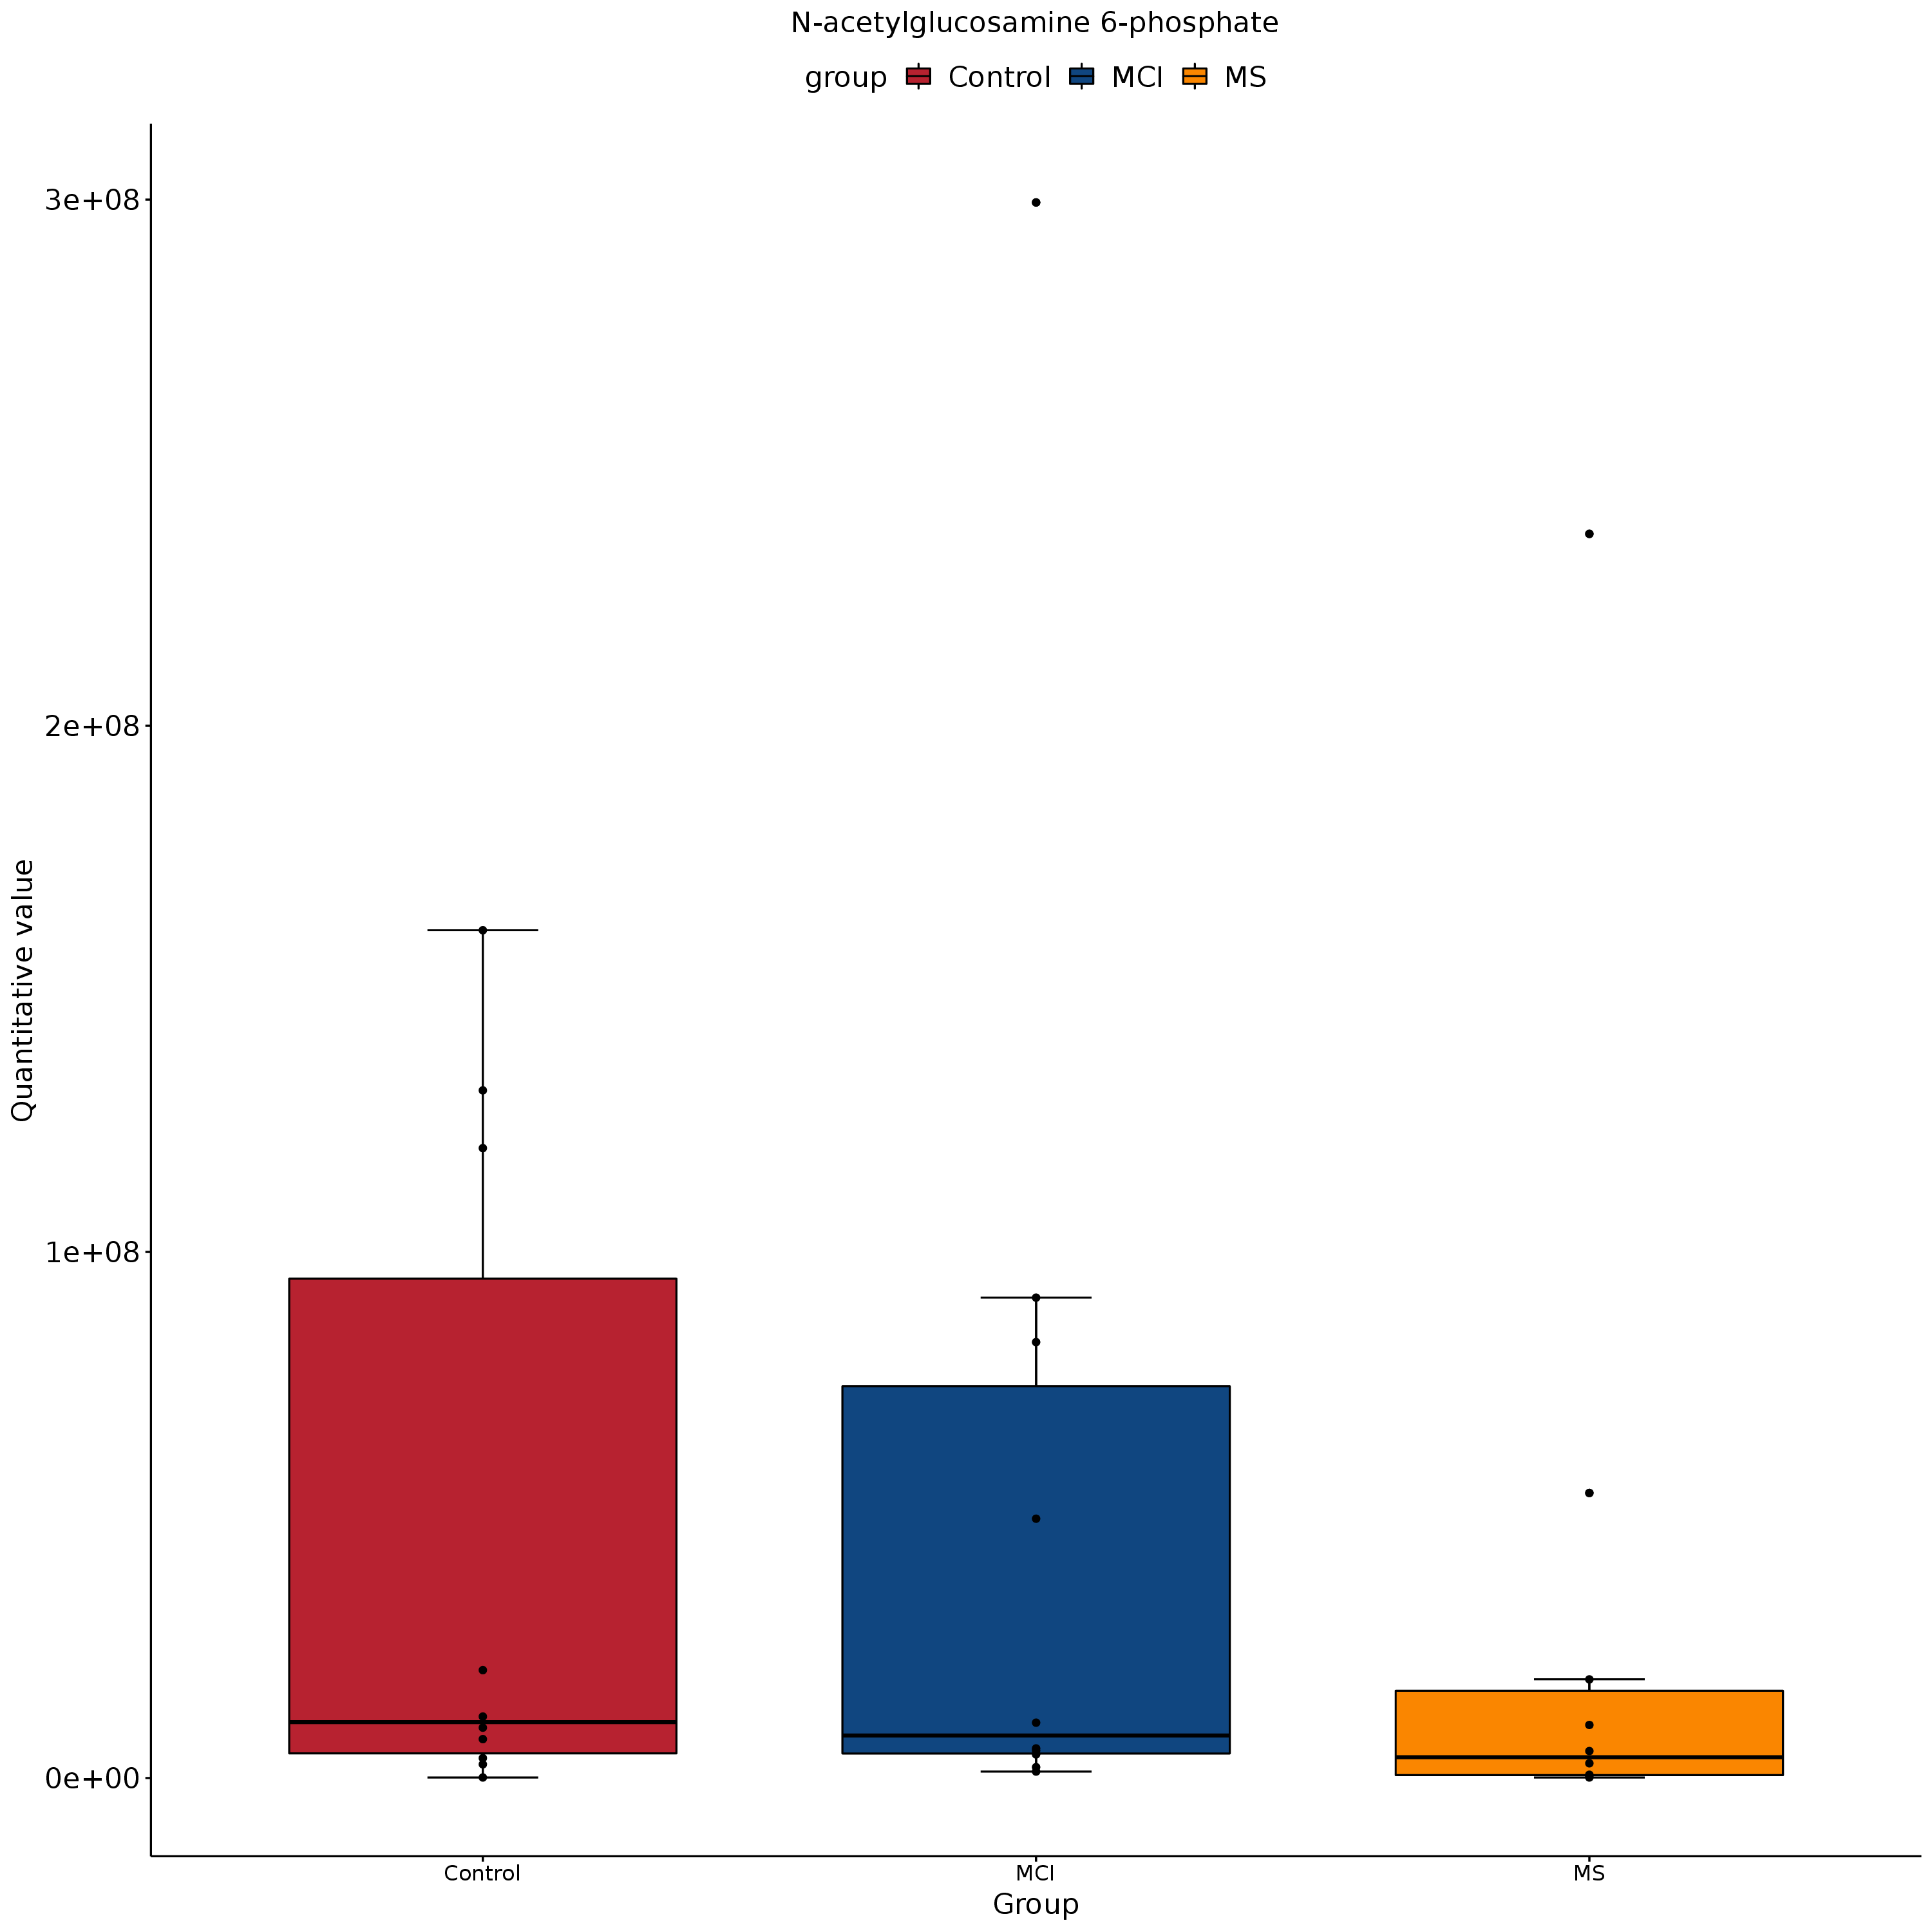 N-acetylglucosamine 6-phosphate
group Control MCI MS
3e+08
2e+08
1e+08
0e+00
Quantitative value
Control MCI MS
Group